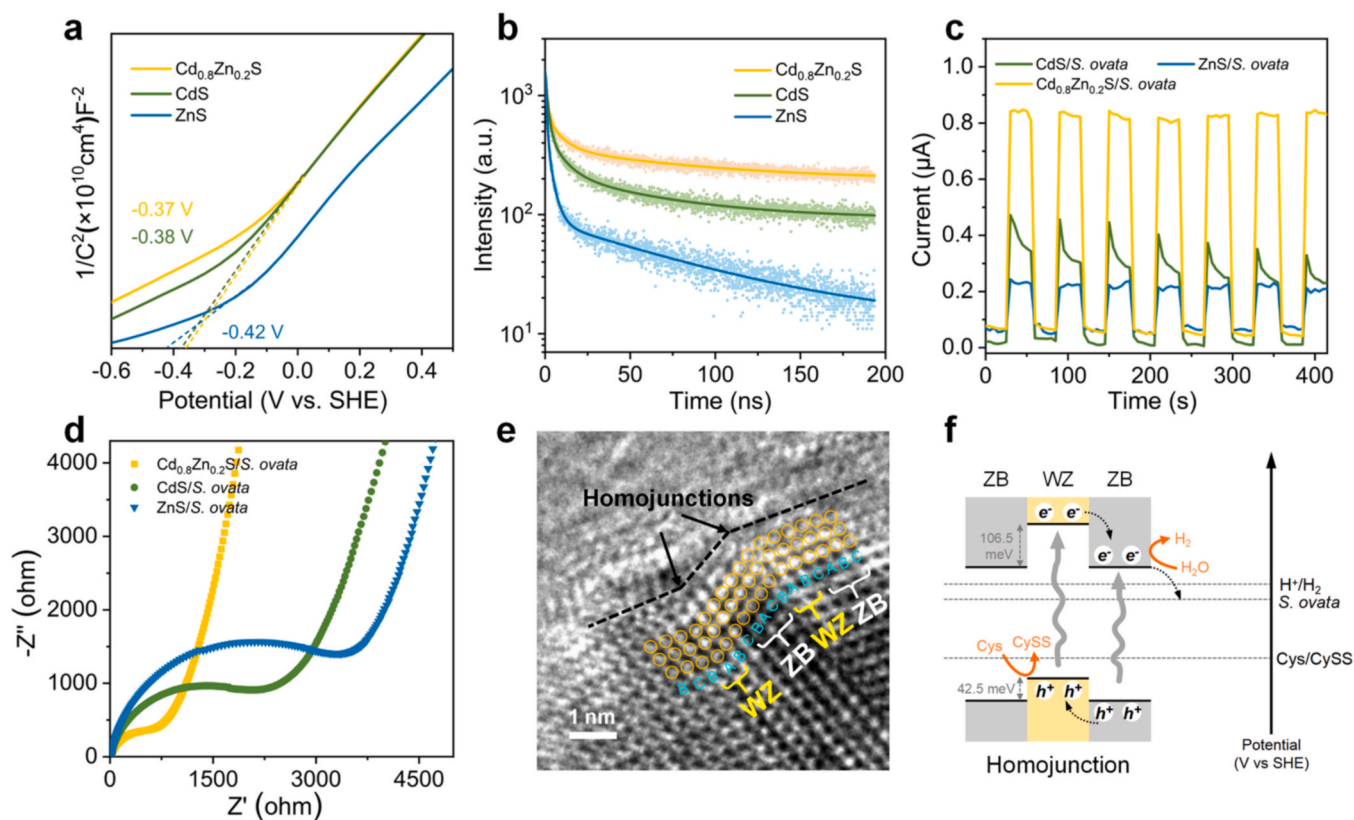 a
Cd0.8Zn0.2S
CdS
ZnS
-0.37 V
-0.38 V
-0.42 V
1/C²(×10¹⁰cm⁴)F⁻²
-0.6 -0.4 -0.2 0.0 0.2 0.4
Potential (V vs. SHE)
b
Cd0.8Zn0.2S
CdS
ZnS
Intensity (a.u.)
10³
10²
10¹
0 50 100 150 200
Time (ns)
c
CdS/S. ovata ZnS/S. ovata
Cd0.8Zn0.2S/S. ovata
Current (µA)
1.0
0.8
0.6
0.4
0.2
0.0
0 100 200 300 400
Time (s)
d
Cd0.8Zn0.2S/S. ovata
CdS/S. ovata
ZnS/S. ovata
-Z'' (ohm)
4000
3000
2000
1000
0
0 1500 3000 4500
Z' (ohm)
e
Homojunctions
B C B A B C B A C B A B C A B C
WZ ZB WZ ZB
1 nm
f
ZB WZ ZB
e⁻ e⁻
106.5
meV
e⁻ e⁻
H₂
H₂O
H⁺/H₂
S. ovata
Cys CySS
Cys/CySS
42.5 meV
h⁺ h⁺
h⁺ h⁺
Homojunction
Potential
(V vs SHE)